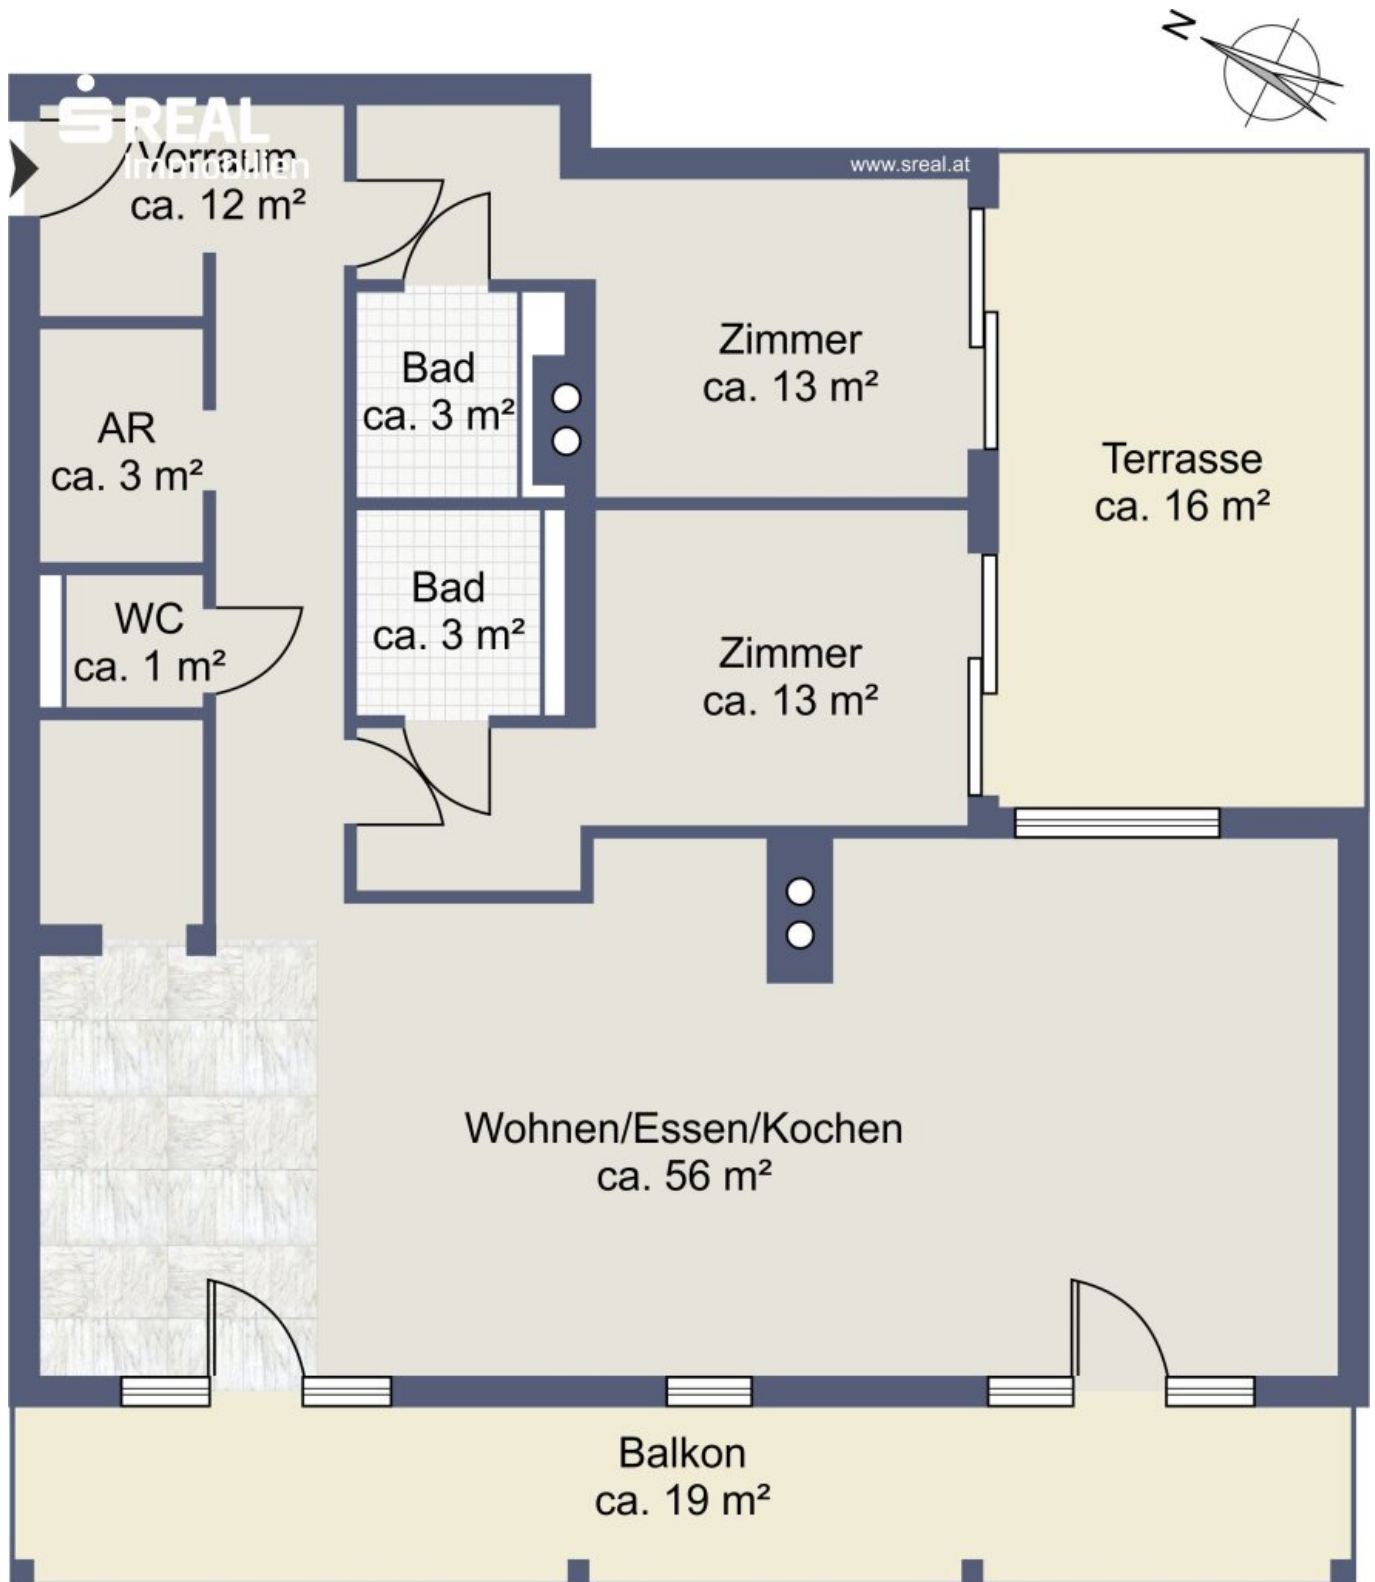 N
S REAL
Immobilien
www.sreal.at
Vorraum
ca. 12 m²
Bad
ca. 3 m²
Zimmer
ca. 13 m²
AR
ca. 3 m²
Terrasse
ca. 16 m²
Bad
ca. 3 m²
WC
ca. 1 m²
Zimmer
ca. 13 m²
Wohnen/Essen/Kochen
ca. 56 m²
Balkon
ca. 19 m²